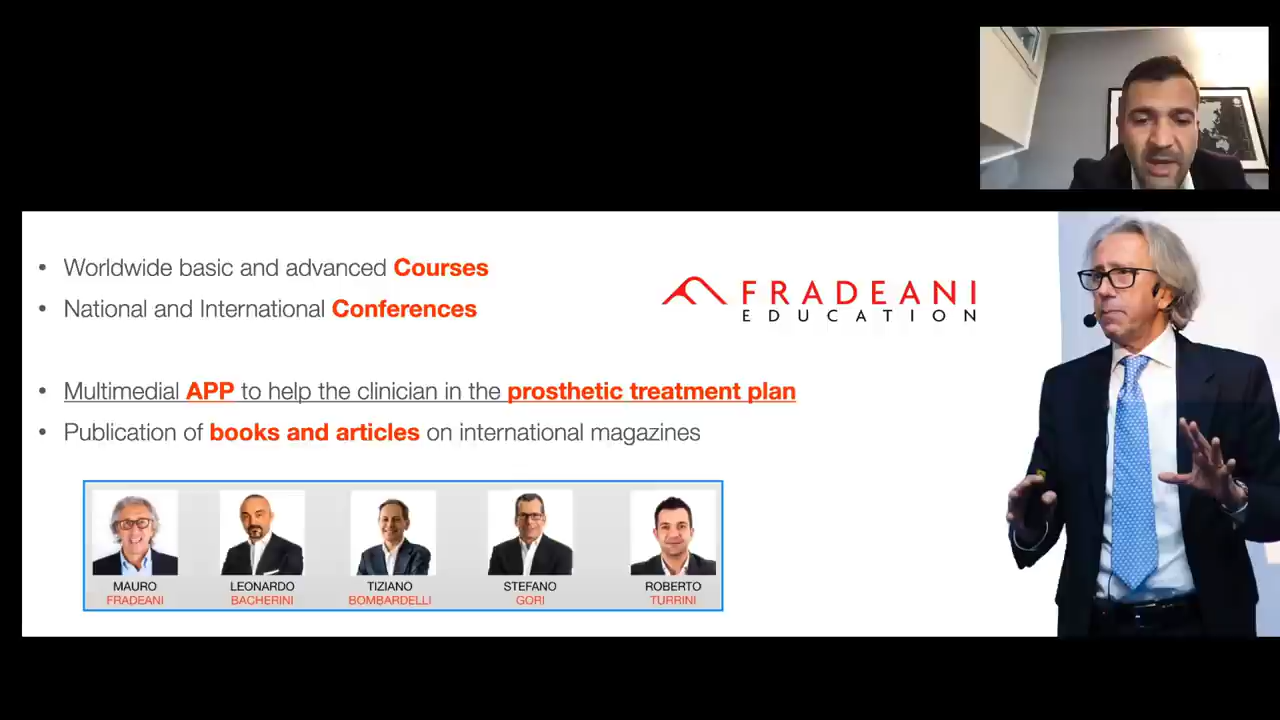 Worldwide basic and advanced Courses
National and International Conferences
FRADEANI
EDUCATION
Multimedial APP to help the clinician in the prosthetic treatment plan
Publication of books and articles on international magazines
MAURO
FRADEANI
LEONARDO
BACHERINI
TIZIANO
BOMBARDELLI
STEFANO
GORI
ROBERTO
TURRINI